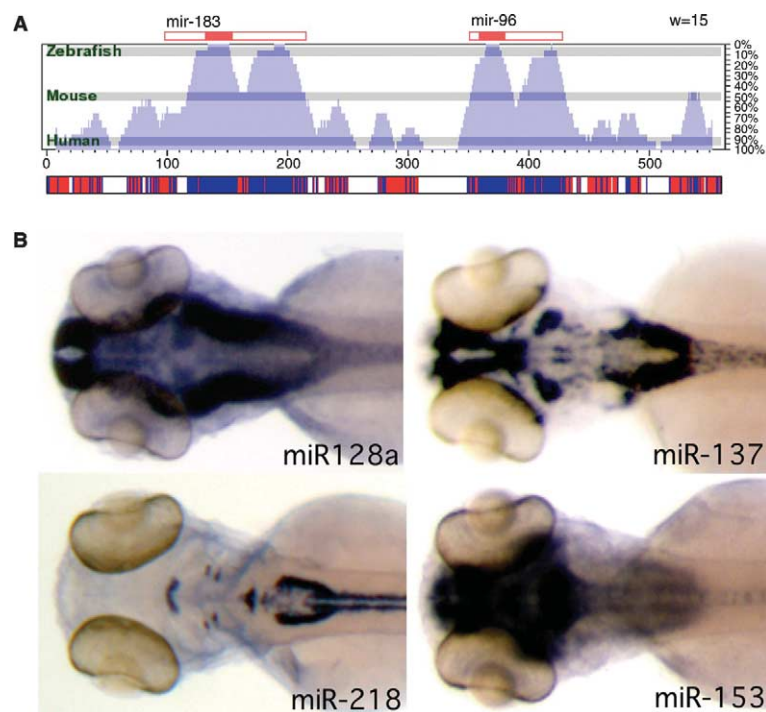 A
mir-183
mir-96
w=15
Zebrafish
Mouse
Human
0%
10%
20%
30%
40%
50%
60%
70%
80%
90%
100%
0
100
200
300
400
500
B
miR128a
miR-137
miR-218
miR-153